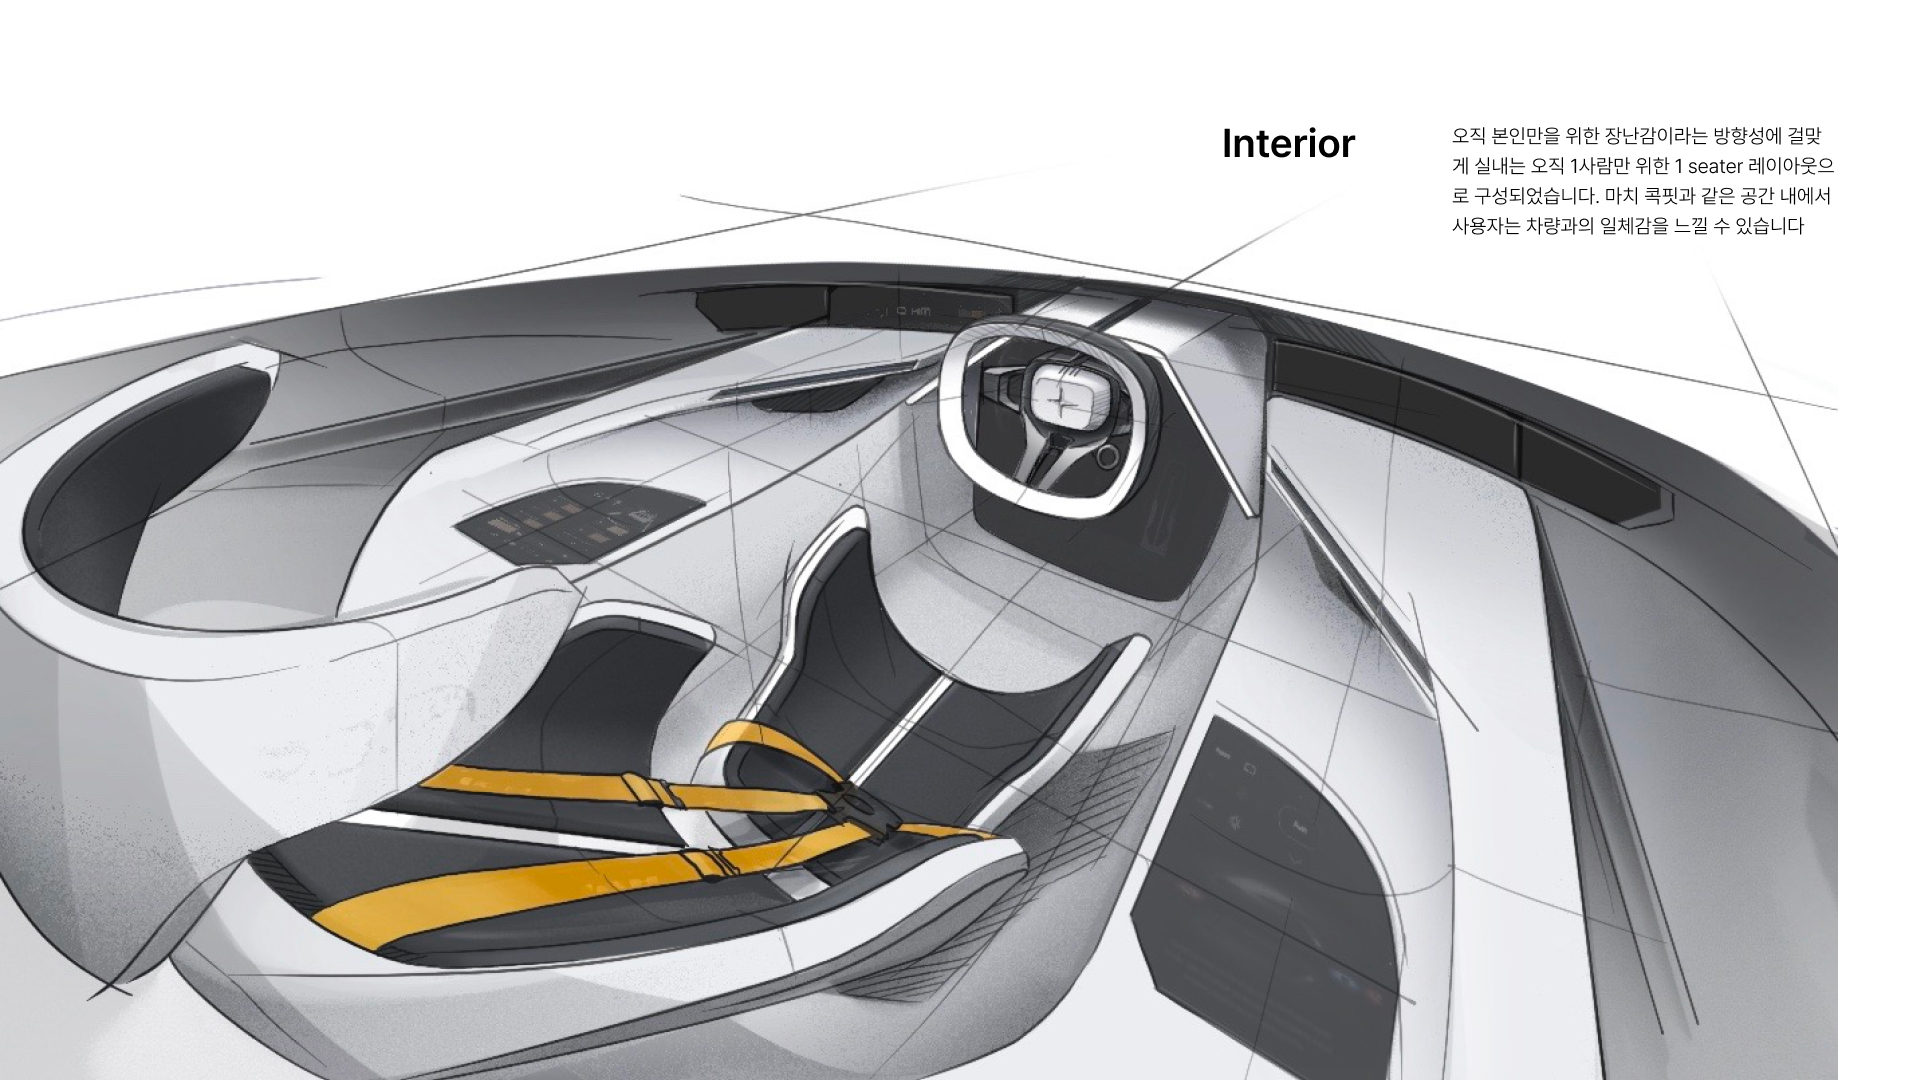 Interior
오직 본인만을 위한 장난감이라는 방향성에 걸맞
게 실내는 오직 1사람만 위한 1 seater 레이아웃으
로 구성되었습니다. 마치 콕핏과 같은 공간 내에서
사용자는 차량과의 일체감을 느낄 수 있습니다